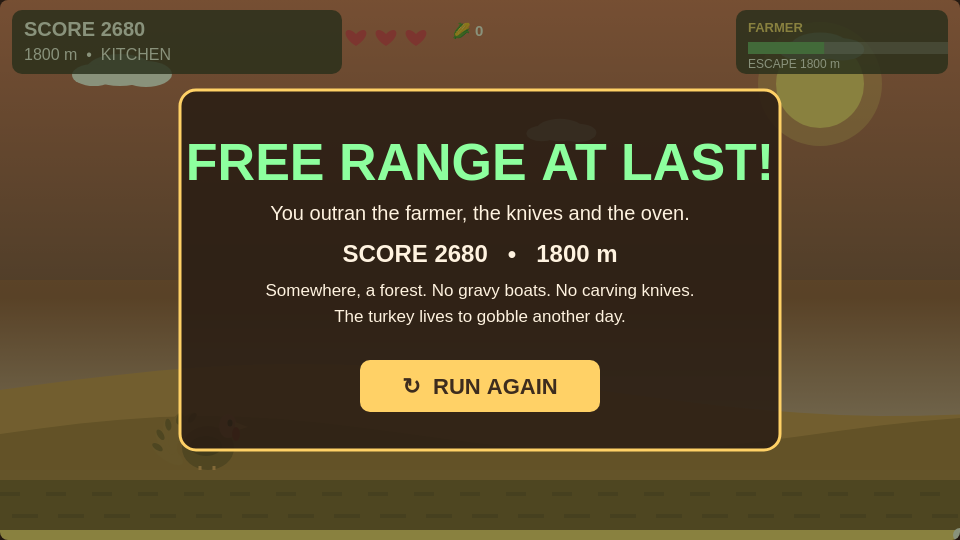 SCORE 2680
1800 m • KITCHEN
🌽 0
FARMER
ESCAPE 1800 m
FREE RANGE AT LAST!
You outran the farmer, the knives and the oven.
SCORE 2680 • 1800 m
Somewhere, a forest. No gravy boats. No carving knives.
The turkey lives to gobble another day.
↻ RUN AGAIN